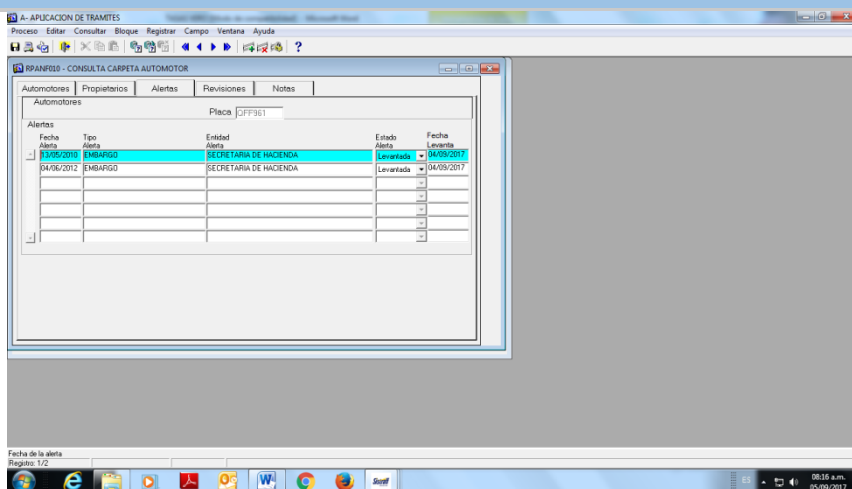 A- APLICACION DE TRAMITES
Proceso Editar Consultar Bloque Registrar Campo Ventana Ayuda
RPANF010 - CONSULTA CARPETA AUTOMOTOR
Automotores Propietarios Alertas Revisiones Notas
Automotores
Placa QFF961
Alertas
Fecha Alerta Tipo Alerta Entidad Alerta Estado Alerta Fecha Levanta
13/05/2010 EMBARGO SECRETARIA DE HACIENDA Levantada 04/09/2017
04/06/2012 EMBARGO SECRETARIA DE HACIENDA Levantada 04/09/2017
Fecha de la alerta
Registro: 1/2
ES 08:16 a.m.
05/09/2017